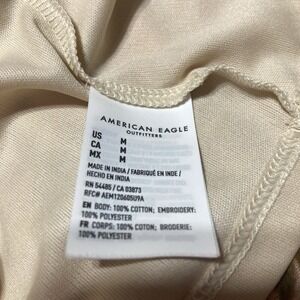 AMERICAN EAGLE
OUTFITTERS
US M
CA M
MX M
MADE IN INDIA / FABRIQUÉ EN INDE /
HECHO EN INDIA
RN 54485 / CA 03873
RFC# AEM120605U9A
EN BODY: 100% COTTON; EMBROIDERY:
100% POLYESTER
FR CORPS: 100% COTON; BRODERIE:
100% POLYESTER